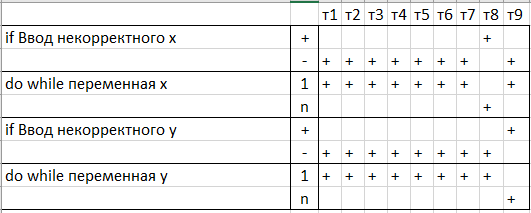 т1 т2 т3 т4 т5 т6 т7 т8 т9
if Ввод некорректного x + +
- + + + + + + + +
do while переменная x 1 + + + + + + + +
n +
if Ввод некорректного y + +
- + + + + + + + +
do while переменная y 1 + + + + + + + +
n +